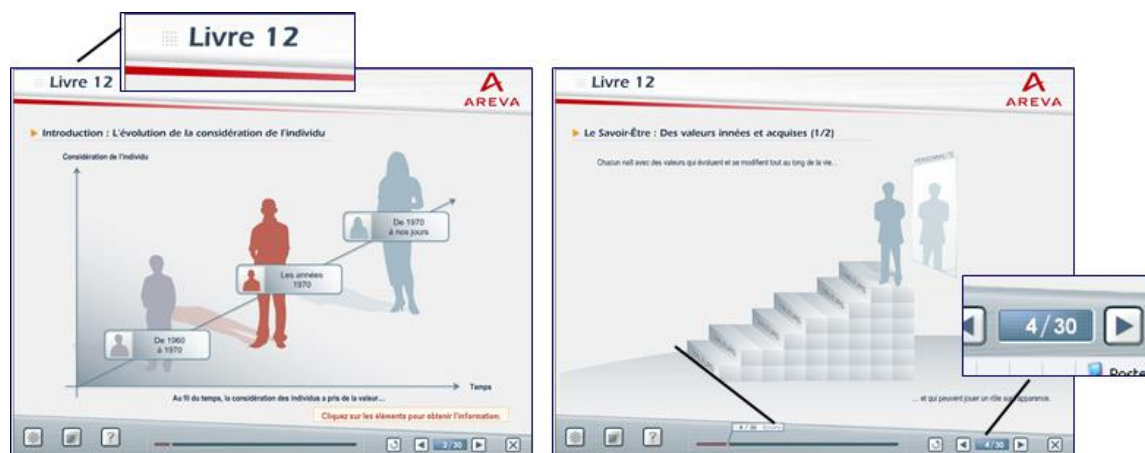 Livre 12
Livre 12
AREVA
Introduction : L'évolution de la considération de l'individu
Considération de l'individu
De 1970
à nos jours
Les années
1970
De 1960
à 1970
Temps
Au fil du temps, la considération des individus a pris de la valeur...
Cliquez sur les éléments pour obtenir l'information.
?
3/30
Livre 12
AREVA
Le Savoir-Être : Des valeurs innées et acquises (1/2)
Chacun naît avec des valeurs qui évoluent et se modifient tout au long de la vie...
PERSONNALITÉ
4/30
Poste
... et qui peuvent jouer un rôle sur l'apparence.
?
4/30